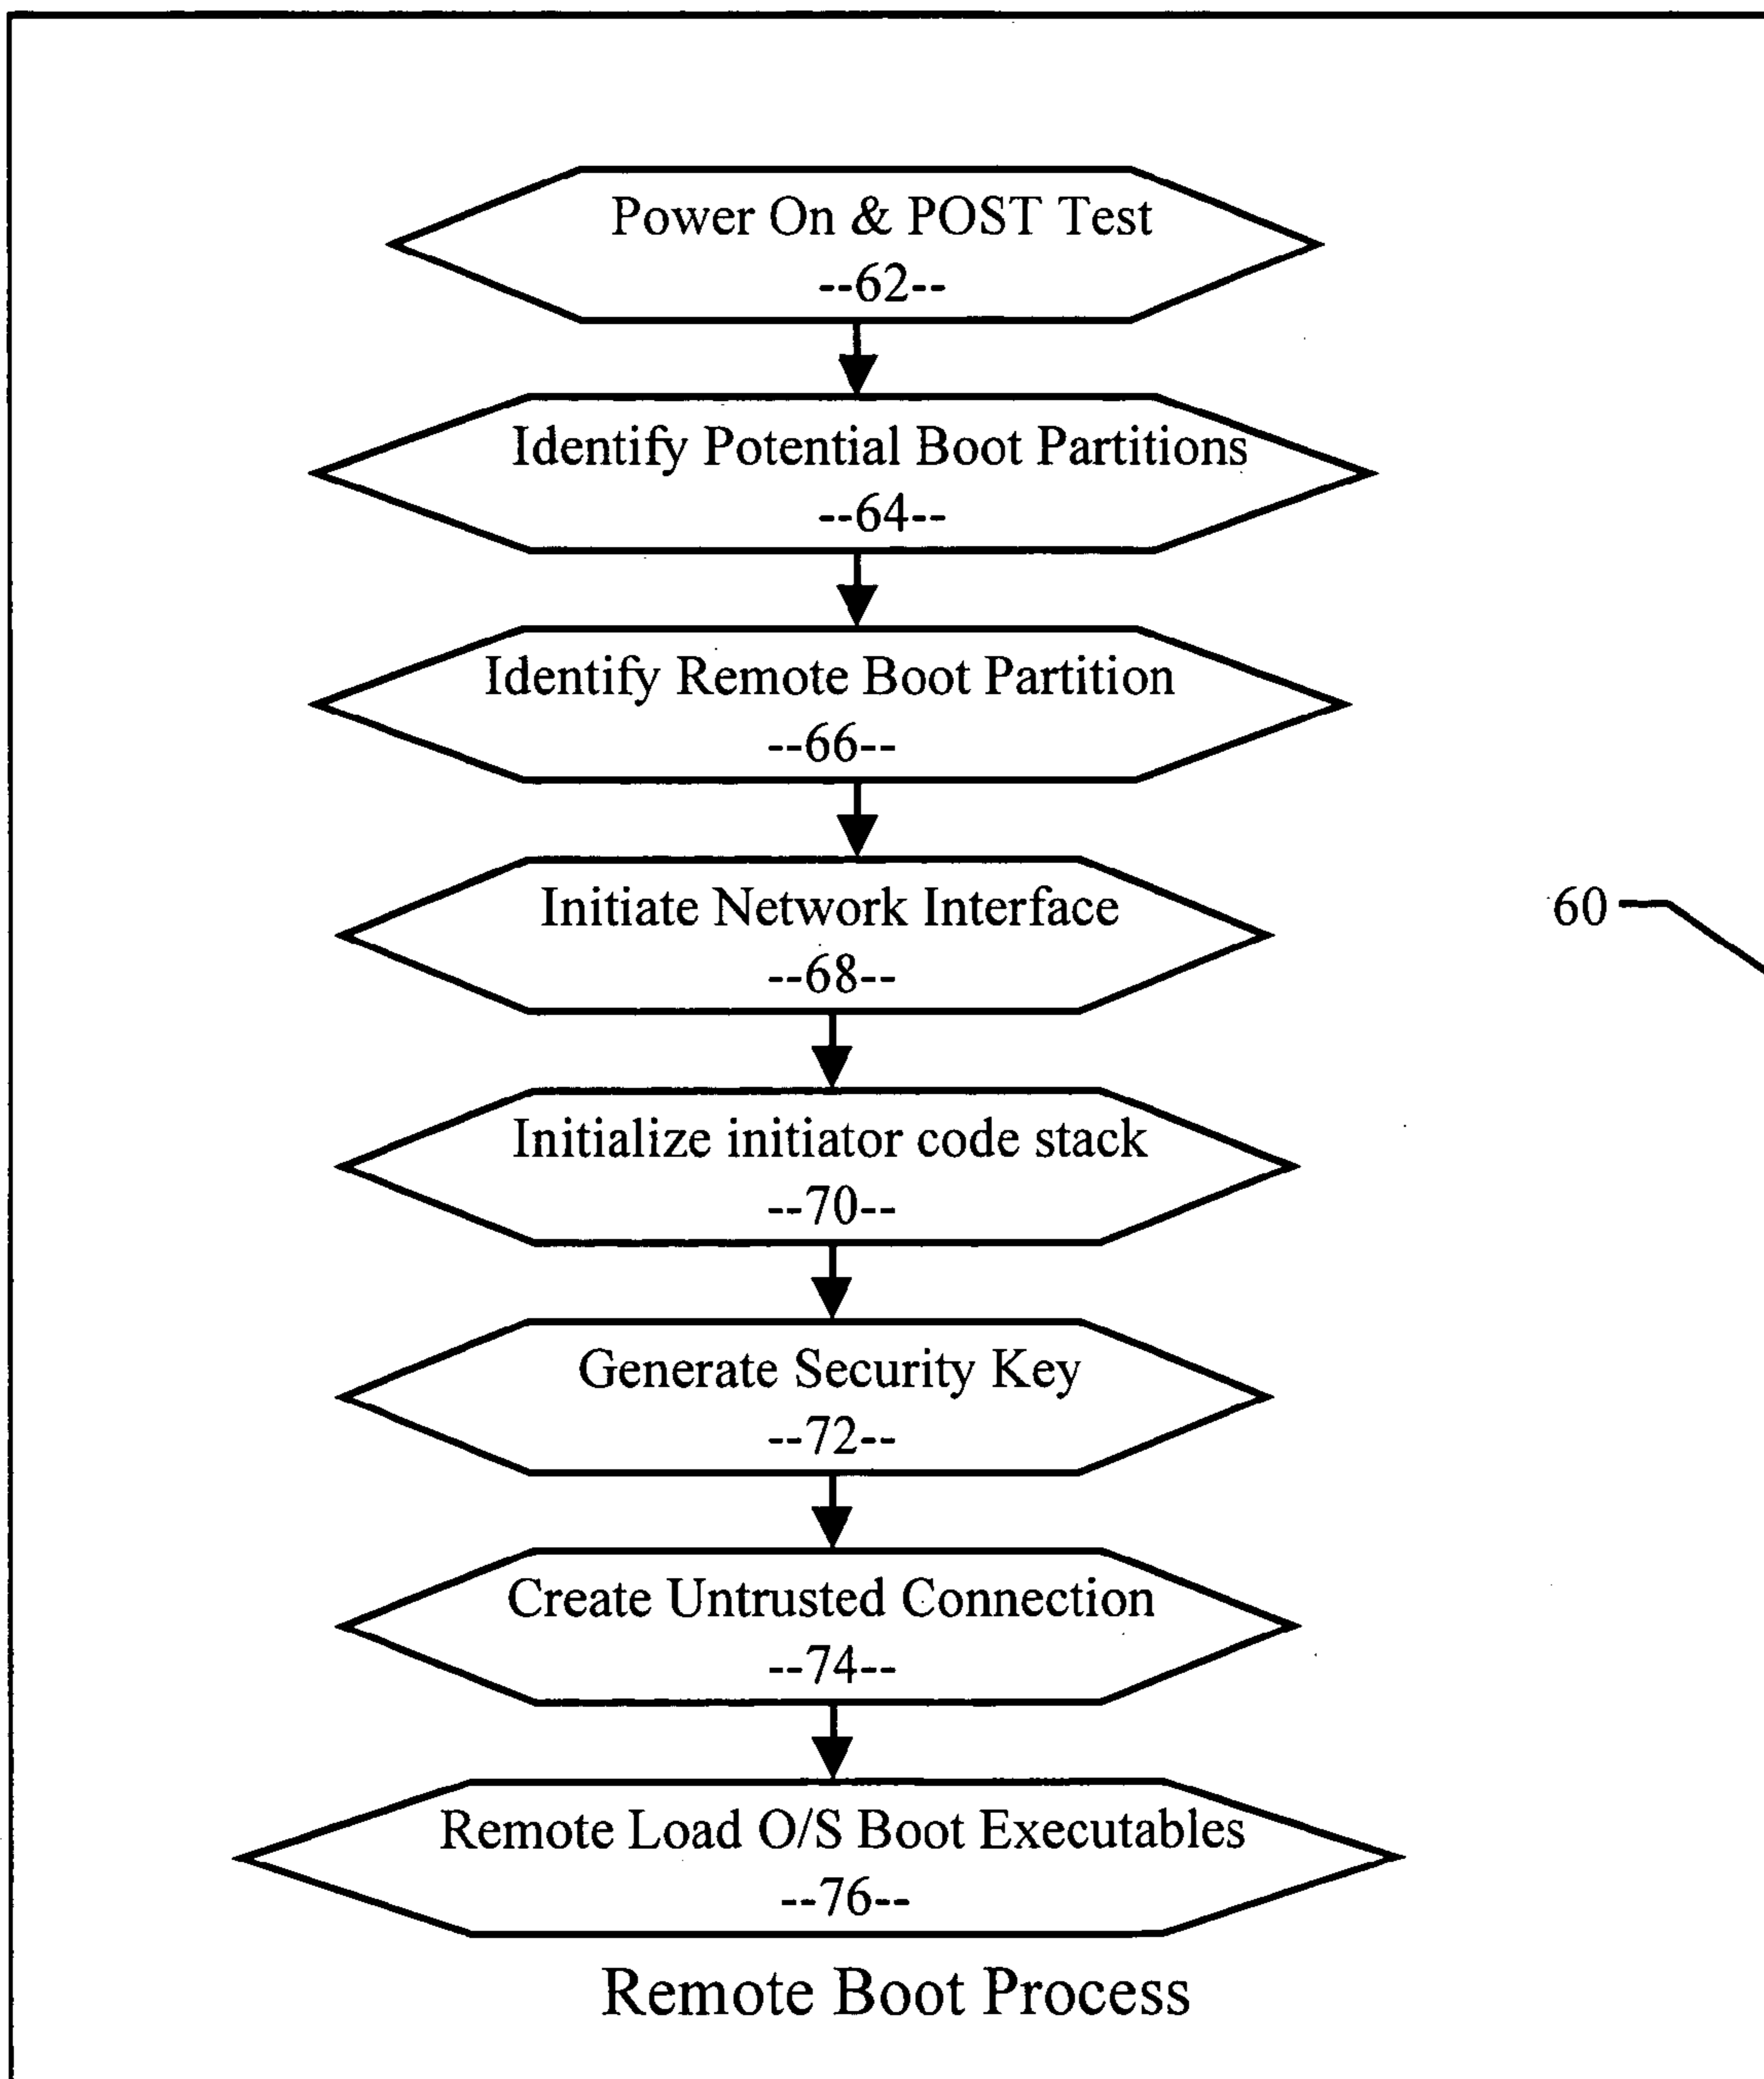 Power On & POST Test
--62--
Identify Potential Boot Partitions
--64--
Identify Remote Boot Partition
--66--
Initiate Network Interface
--68--
60
Initialize initiator code stack
--70--
Generate Security Key
--72--
Create Untrusted Connection
--74--
Remote Load O/S Boot Executables
--76--
Remote Boot Process